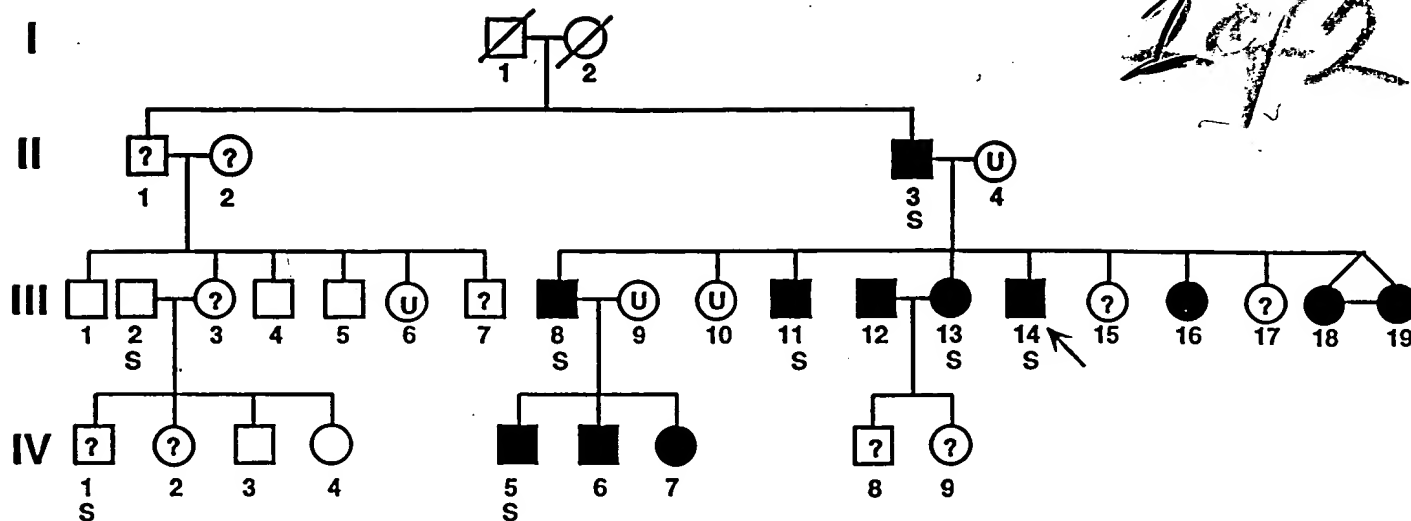 I
1 2
II
? ? U
1 2 3 4
S
III
? U ? U U ? ?
1 2 3 4 5 6 7 8 9 10 11 12 13 14 15 16 17 18 19
S S S S S
IV
? ? ? ?
1 2 3 4 5 6 7 8 9
S S